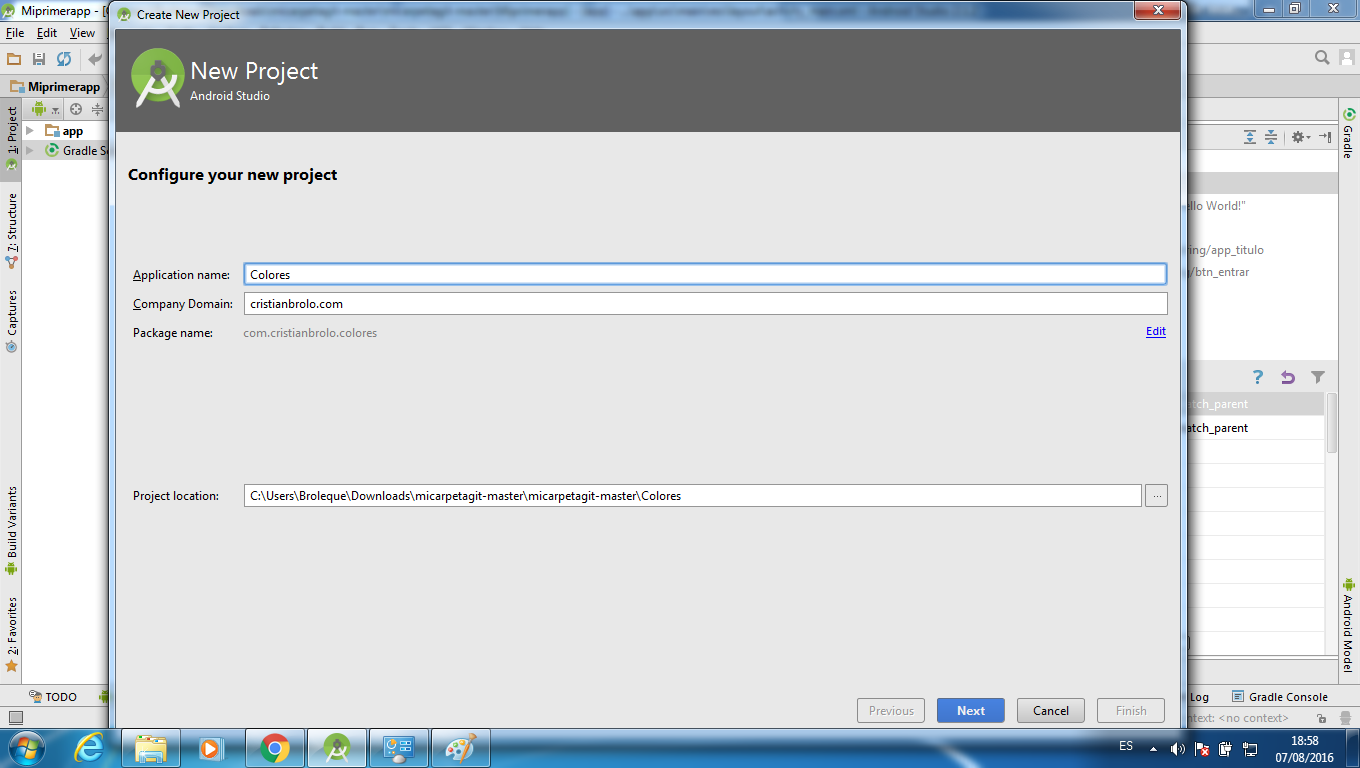 Miprimerapp - [
Create New Project
File Edit View
New Project
Android Studio
Miprimerapp
1: Project
app
Gradle S
7: Structure
Captures
Build Variants
2: Favorites
Configure your new project
Application name: Colores
Company Domain: cristianbrolo.com
Package name: com.cristianbrolo.colores Edit
Project location: C:\Users\Broleque\Downloads\micarpetagit-master\micarpetagit-master\Colores ...
Previous Next Cancel Finish
Gradle
llo World!"
ing/app_titulo
g/btn_entrar
?
atch_parent
atch_parent
Android Model
TODO
Log Gradle Console
ntext: <no context>
ES
18:58
07/08/2016